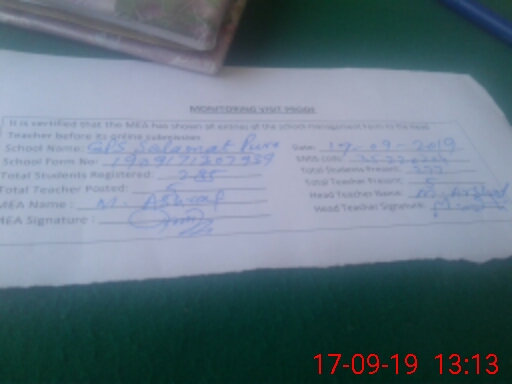 MONITORING VISIT PROOF
It is certified that the MEA has shown all entries of the school management form to the Head
Teacher before its online submission
School Name: GPS Salamat Pura Date: 17-09-2019
School Form No: EMIS Code:
Total Students Registered: 285 Total Students Present:
Total Teacher Posted: 5 Total Teacher Present:
MEA Name: M. Ashraf Head Teacher Name: M.
MEA Signature: Head Teacher Signature:
17-09-19 13:13